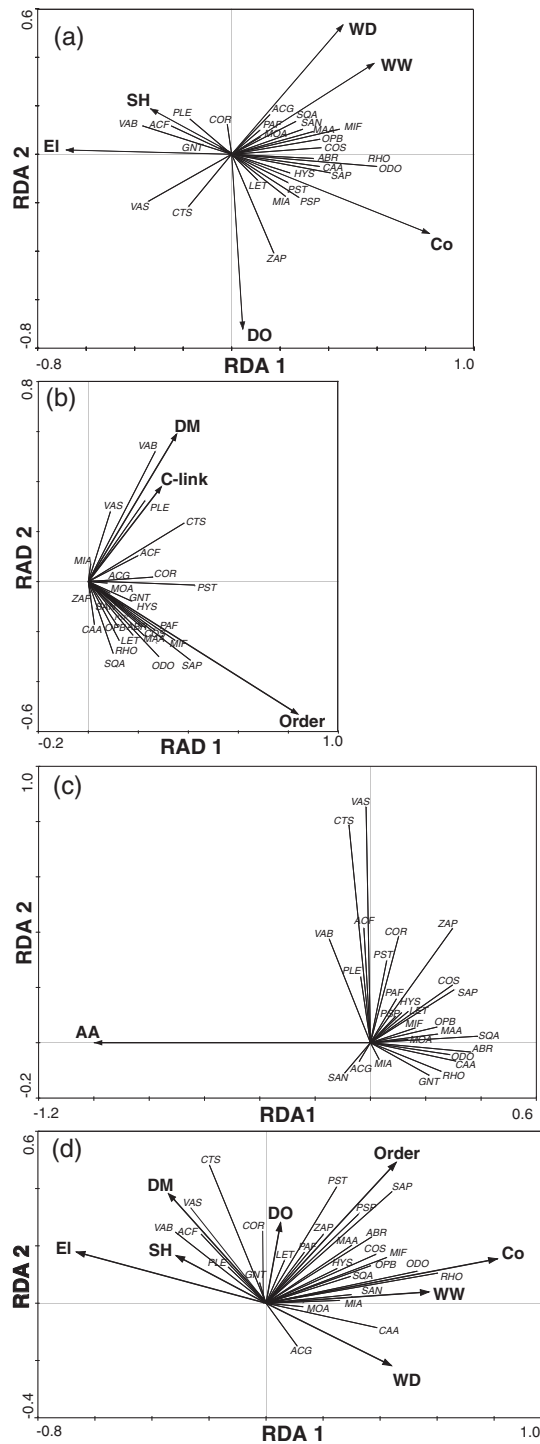 (a)
0.6
WD
WW
SH
PLE
COR
ACG
SQA
VAB
ACF
PAF
SAN
MAA
MIF
MOA
OPB
EI
GNT
COS
RDA 2
ABR
RHO
CAA
ODO
HYS
SAP
LET
PST
VAS
CTS
MIA
PSP
Co
ZAP
DO
-0.8
-0.8
RDA 1
1.0
(b)
0.8
DM
VAB
C-link
VAS
PLE
CTS
MIA
ACF
RAD 2
ACG
COR
MOA
PST
ZAP
GNT
HYS
CAA
OPB
PAF
LET
MAA
MIF
RHO
SQA
ODO
SAP
Order
-0.6
-0.2
RAD 1
1.0
(c)
1.0
VAS
CTS
ACF
ZAP
VAB
COR
RDA 2
PLE
PST
COS
PAF
SAP
HYS
LET
PSP
MIF
OPB
AA
MAA
MOA
SQA
ABR
ODO
SAN
ACG
MIA
CAA
GNT
RHO
-0.2
-1.2
RDA1
0.6
(d)
0.6
CTS
Order
DM
PST
SAP
VAS
DO
PSP
VAB
ACF
COR
ZAP
ABR
EI
SH
PAF
MAA
COS
MIF
Co
PLE
LET
HYS
OPB
ODO
GNT
SQA
RHO
RDA 2
SAN
WW
MOA
MIA
CAA
ACG
WD
-0.4
-0.8
RDA 1
1.0